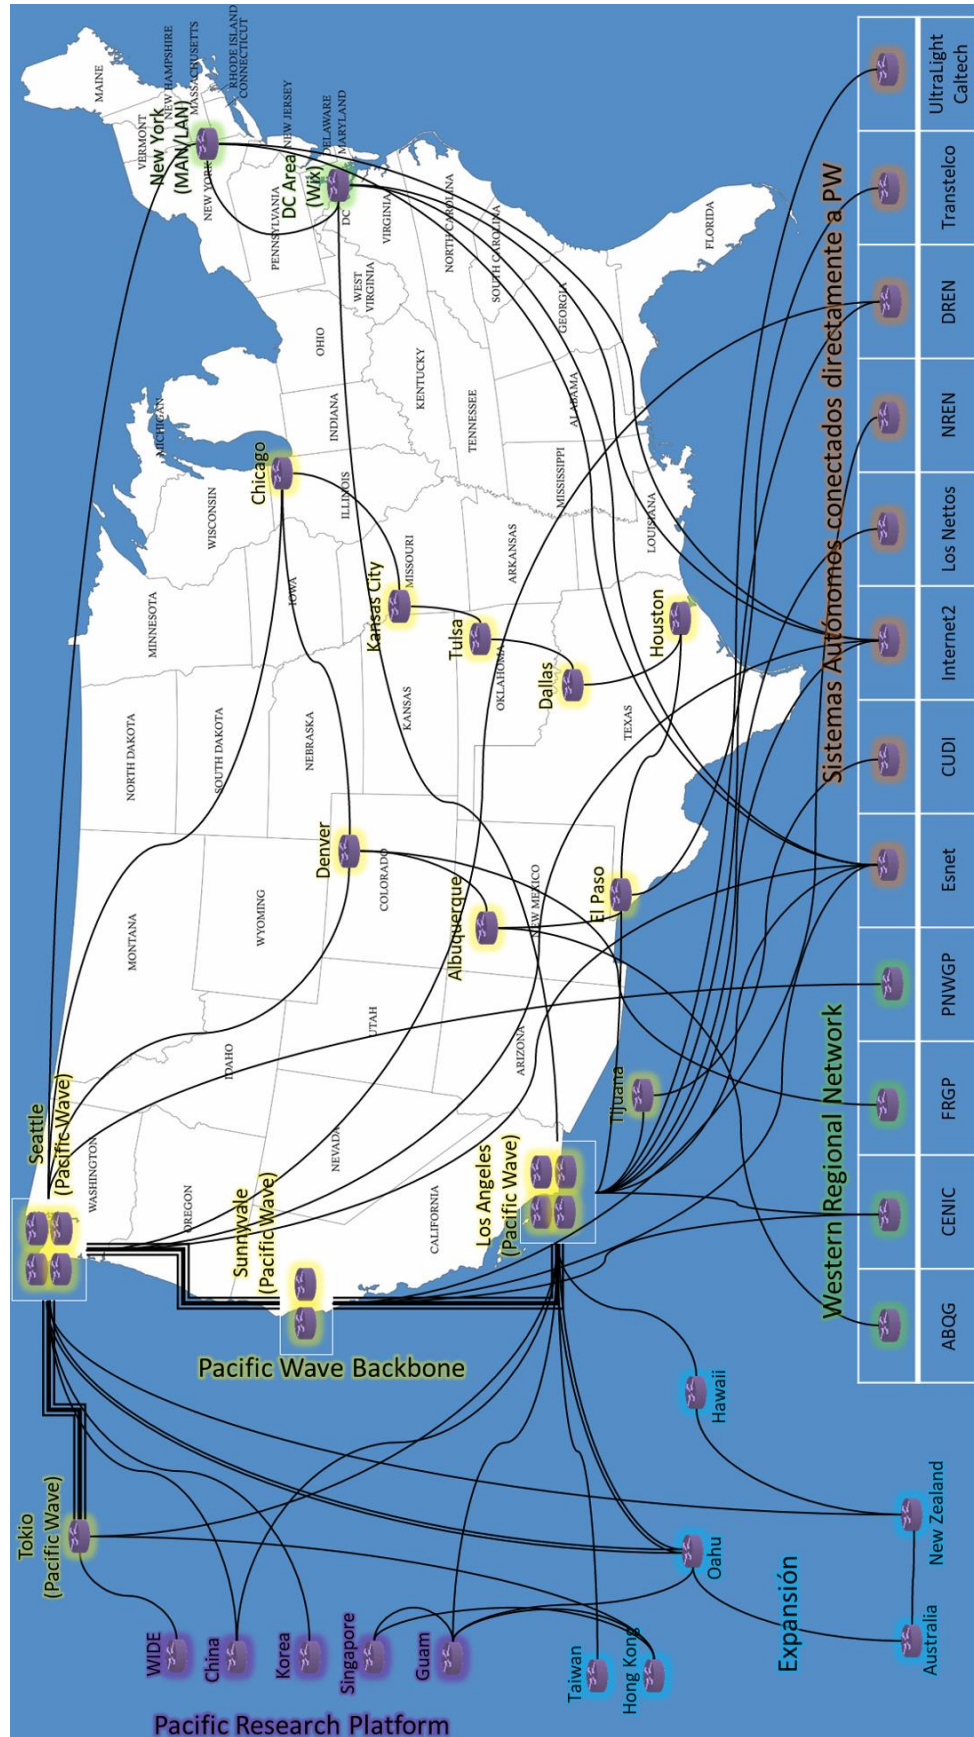 Tokio
(Pacific Wave)
WIDE
China
Korea
Singapore
Guam
Pacific Research Platform
Taiwan
Hong Kong
Oahu
Hawaii
Expansión
Australia
New Zealand
Pacific Wave Backbone
Seattle
(Pacific Wave)
Sunnyvale
(Pacific Wave)
Los Angeles
(Pacific Wave)
Tijuana
Denver
Albuquerque
El Paso
Chicago
Kansas City
Tulsa
Dallas
Houston
New York
(MAN/LAN)
DC Area
(Wix)
WASHINGTON
OREGON
CALIFORNIA
NEVADA
IDAHO
MONTANA
WYOMING
UTAH
ARIZONA
COLORADO
NEW MEXICO
NORTH DAKOTA
SOUTH DAKOTA
NEBRASKA
KANSAS
OKLAHOMA
TEXAS
MINNESOTA
IOWA
MISSOURI
ARKANSAS
LOUISIANA
WISCONSIN
ILLINOIS
MICHIGAN
INDIANA
OHIO
KENTUCKY
TENNESSEE
MISSISSIPPI
ALABAMA
GEORGIA
FLORIDA
SOUTH CAROLINA
NORTH CAROLINA
VIRGINIA
WEST
VIRGINIA
DC
MARYLAND
DELAWARE
NEW JERSEY
PENNSYLVANIA
NEW YORK
CONNECTICUT
RHODE ISLAND
MASSACHUSETTS
VERMONT
NEW HAMPSHIRE
MAINE
Western Regional Network
Sistemas Autónomos conectados directamente a PW
ABQG
CENIC
FRGP
PNWGP
Esnet
CUDI
Internet2
Los Nettos
NREN
DREN
Transtelco
UltraLight
Caltech